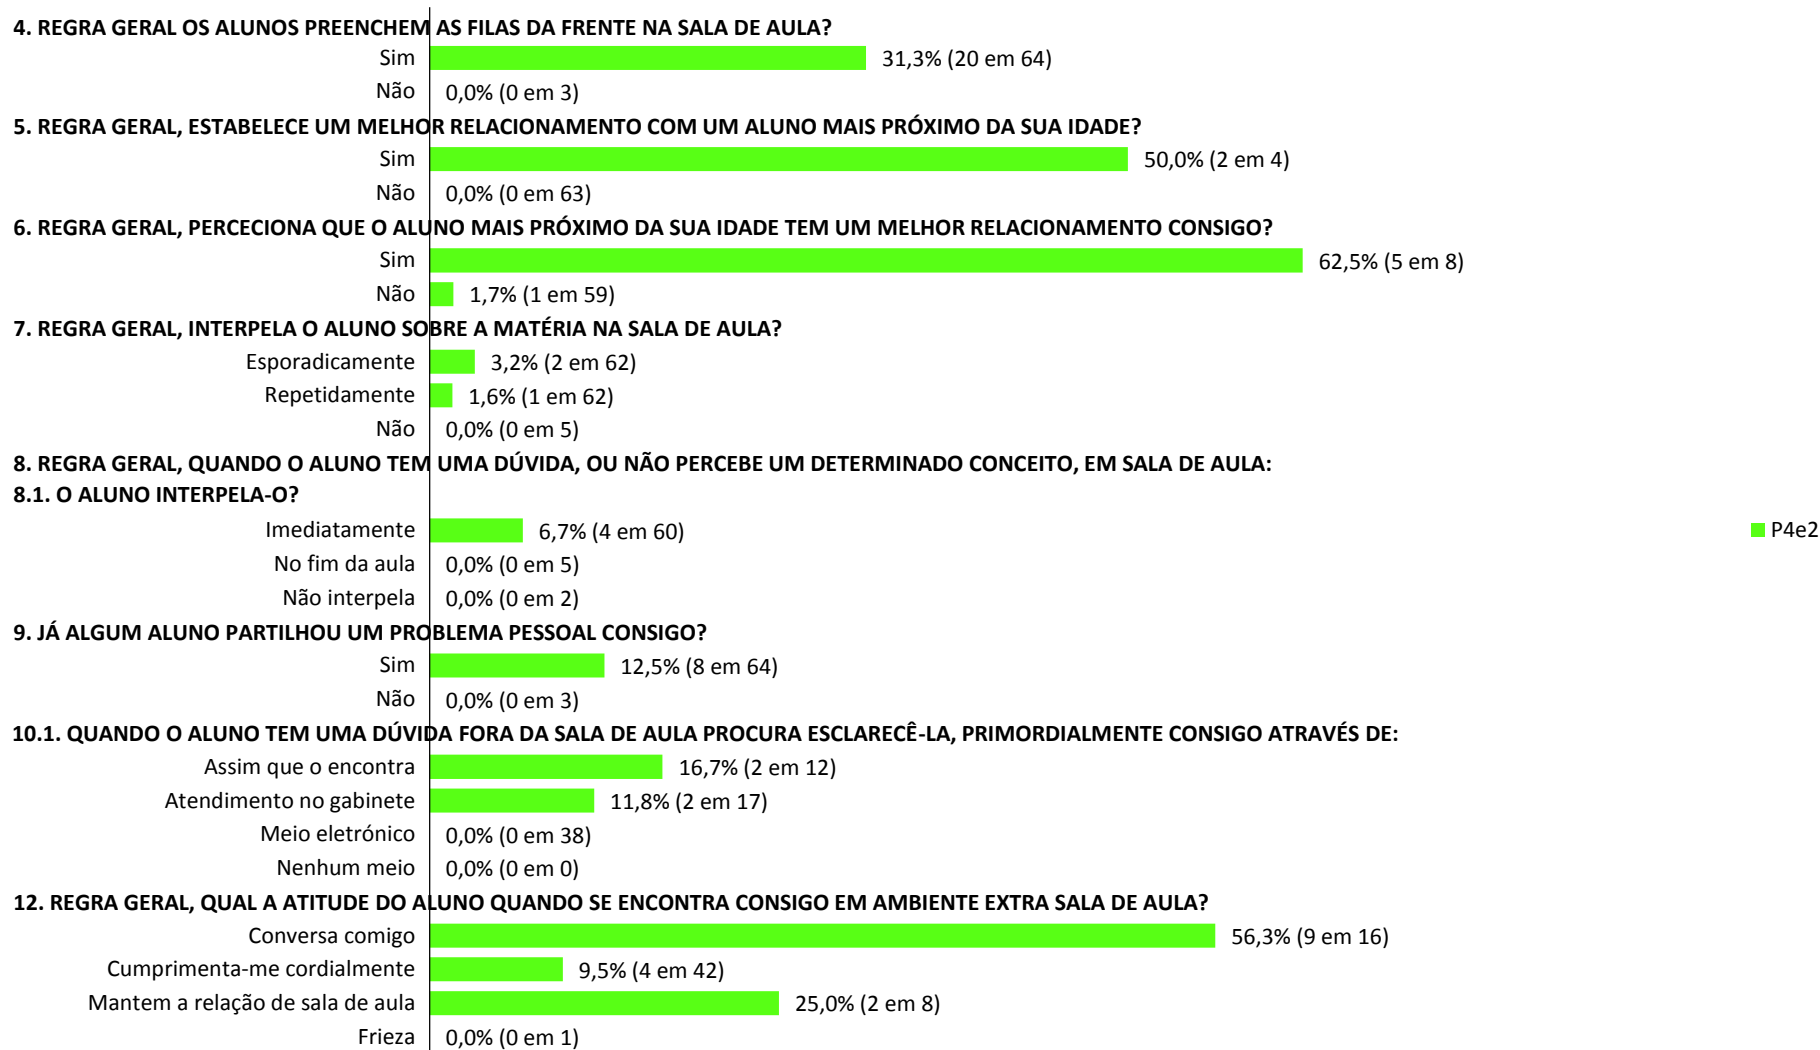 4. REGRA GERAL OS ALUNOS PREENCHEM AS FILAS DA FRENTE NA SALA DE AULA?
Sim 31,3% (20 em 64)
Não 0,0% (0 em 3)
5. REGRA GERAL, ESTABELECE UM MELHOR RELACIONAMENTO COM UM ALUNO MAIS PRÓXIMO DA SUA IDADE?
Sim 50,0% (2 em 4)
Não 0,0% (0 em 63)
6. REGRA GERAL, PERCECIONA QUE O ALUNO MAIS PRÓXIMO DA SUA IDADE TEM UM MELHOR RELACIONAMENTO CONSIGO?
Sim 62,5% (5 em 8)
Não 1,7% (1 em 59)
7. REGRA GERAL, INTERPELA O ALUNO SOBRE A MATÉRIA NA SALA DE AULA?
Esporadicamente 3,2% (2 em 62)
Repetidamente 1,6% (1 em 62)
Não 0,0% (0 em 5)
8. REGRA GERAL, QUANDO O ALUNO TEM UMA DÚVIDA, OU NÃO PERCEBE UM DETERMINADO CONCEITO, EM SALA DE AULA:
8.1. O ALUNO INTERPELA-O?
Imediatamente 6,7% (4 em 60)
P4e2
No fim da aula 0,0% (0 em 5)
Não interpela 0,0% (0 em 2)
9. JÁ ALGUM ALUNO PARTILHOU UM PROBLEMA PESSOAL CONSIGO?
Sim 12,5% (8 em 64)
Não 0,0% (0 em 3)
10.1. QUANDO O ALUNO TEM UMA DÚVIDA FORA DA SALA DE AULA PROCURA ESCLARECÊ-LA, PRIMORDIALMENTE CONSIGO ATRAVÉS DE:
Assim que o encontra 16,7% (2 em 12)
Atendimento no gabinete 11,8% (2 em 17)
Meio eletrónico 0,0% (0 em 38)
Nenhum meio 0,0% (0 em 0)
12. REGRA GERAL, QUAL A ATITUDE DO ALUNO QUANDO SE ENCONTRA CONSIGO EM AMBIENTE EXTRA SALA DE AULA?
Conversa comigo 56,3% (9 em 16)
Cumprimenta-me cordialmente 9,5% (4 em 42)
Mantem a relação de sala de aula 25,0% (2 em 8)
Frieza 0,0% (0 em 1)